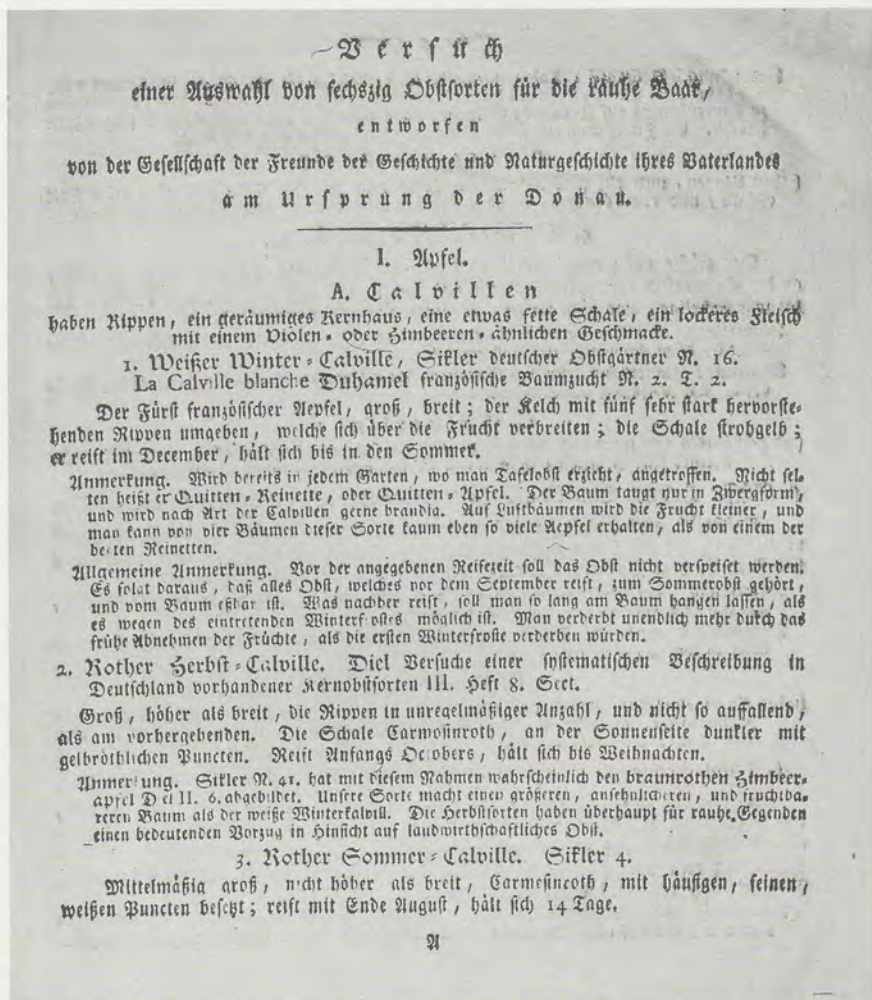 Versuch
einer Auswahl von sechszig Obstsorten für die rauhe Baar,
entworfen
von der Gesellschaft der Freunde der Geschichte und Naturgeschichte ihres Vaterlandes
am Ursprung der Donau.
I. Apfel.
A. Calvillen
haben Rippen, ein geräumiges Kernhaus, eine etwas fette Schale, ein lockeres Fleisch
mit einem Violen- oder Himbeeren-ähnlichen Geschmacke.
1. Weißer Winter-Calville, Sikler deutscher Obstgärtner N. 16.
La Calville blanche Duhamel französische Baumzucht N. 2. T. 2.
Der Fürst französischer Aepfel, groß, breit; der Kelch mit fünf sehr stark hervorste-
henden Rippen umgeben, welche sich über die Frucht verbreiten; die Schale strohgelb;
er reift im December, hält sich bis in den Sommer.
Anmerkung. Wird bereits in jedem Garten, wo man Tafelobst erzieht, angetroffen. Nicht sel-
ten heißt er Quitten-Reinette, oder Quitten-Apfel. Der Baum taugt nur in Zwergform,
und wird nach Art der Calvillen gerne brandig. Auf Luftbäumen wird die Frucht kleiner, und
man kann von vier Bäumen dieser Sorte kaum eben so viele Aepfel erhalten, als von einem der
besten Reinetten.
Allgemeine Anmerkung. Vor der angegebenen Reifezeit soll das Obst nicht verspeiset werden.
Es folgt daraus, daß alles Obst, welches vor dem September reift, zum Sommerobst gehört,
und vom Baum eßbar ist. Was nachher reift, soll man so lang am Baum hangen lassen, als
es wegen des eintretenden Winterfrostes möglich ist. Man verderbt unendlich mehr durch das
frühe Abnehmen der Früchte, als die ersten Winterfroste verderben würden.
2. Rother Herbst-Calville. Diel Versuche einer systematischen Beschreibung in
Deutschland vorhandener Kernobstsorten III. Heft 8. Sect.
Groß, höher als breit, die Rippen in unregelmäßiger Anzahl, und nicht so auffallend,
als am vorhergehenden. Die Schale Carmosinroth, an der Sonnenseite dunkler mit
gelbröthlichen Puncten. Reift Anfangs Octobers, hält sich bis Weihnachten.
Anmerkung. Sikler N. 41. hat mit diesem Nahmen wahrscheinlich den braunrothen Himbeer-
apfel Diel II. 6. abgebildet. Unsere Sorte macht einen größeren, ansehnlicheren, und fruchtba-
reren Baum als der weiße Winterkalvill. Die Herbstsorten haben überhaupt für rauhe Gegenden
einen bedeutenden Vorzug in Hinsicht auf landwirthschaftliches Obst.
3. Rother Sommer-Calville. Sikler 4.
Mittelmäßig groß, nicht höher als breit, Carmesinroth, mit häufigen, feinen,
weißen Puncten besetzt; reift mit Ende August, hält sich 14 Tage.
A